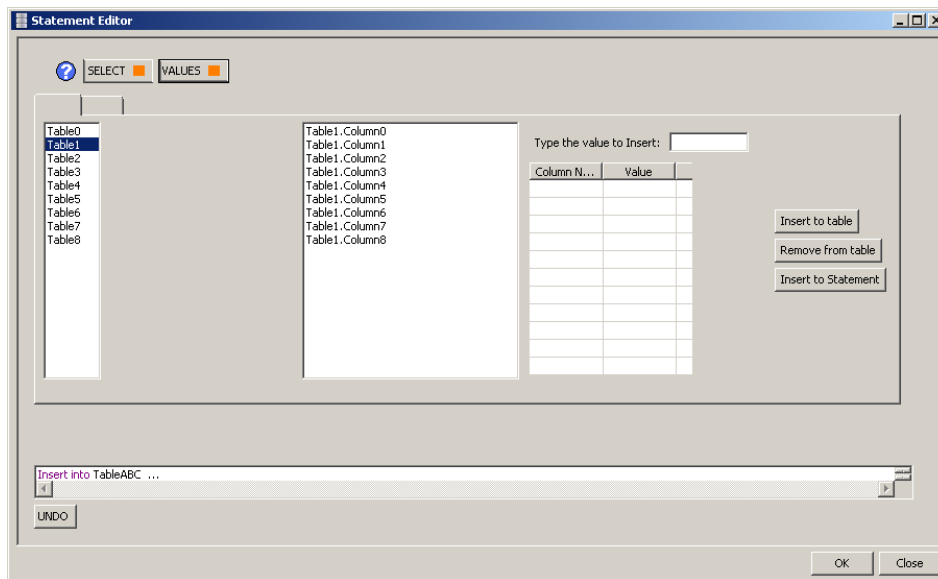 Statement Editor
SELECT
VALUES
Table0
Table1
Table2
Table3
Table4
Table5
Table6
Table7
Table8
Table1.Column0
Table1.Column1
Table1.Column2
Table1.Column3
Table1.Column4
Table1.Column5
Table1.Column6
Table1.Column7
Table1.Column8
Type the value to Insert:
Column N... Value
Insert to table
Remove from table
Insert to Statement
Insert into TableABC ...
UNDO
OK
Close